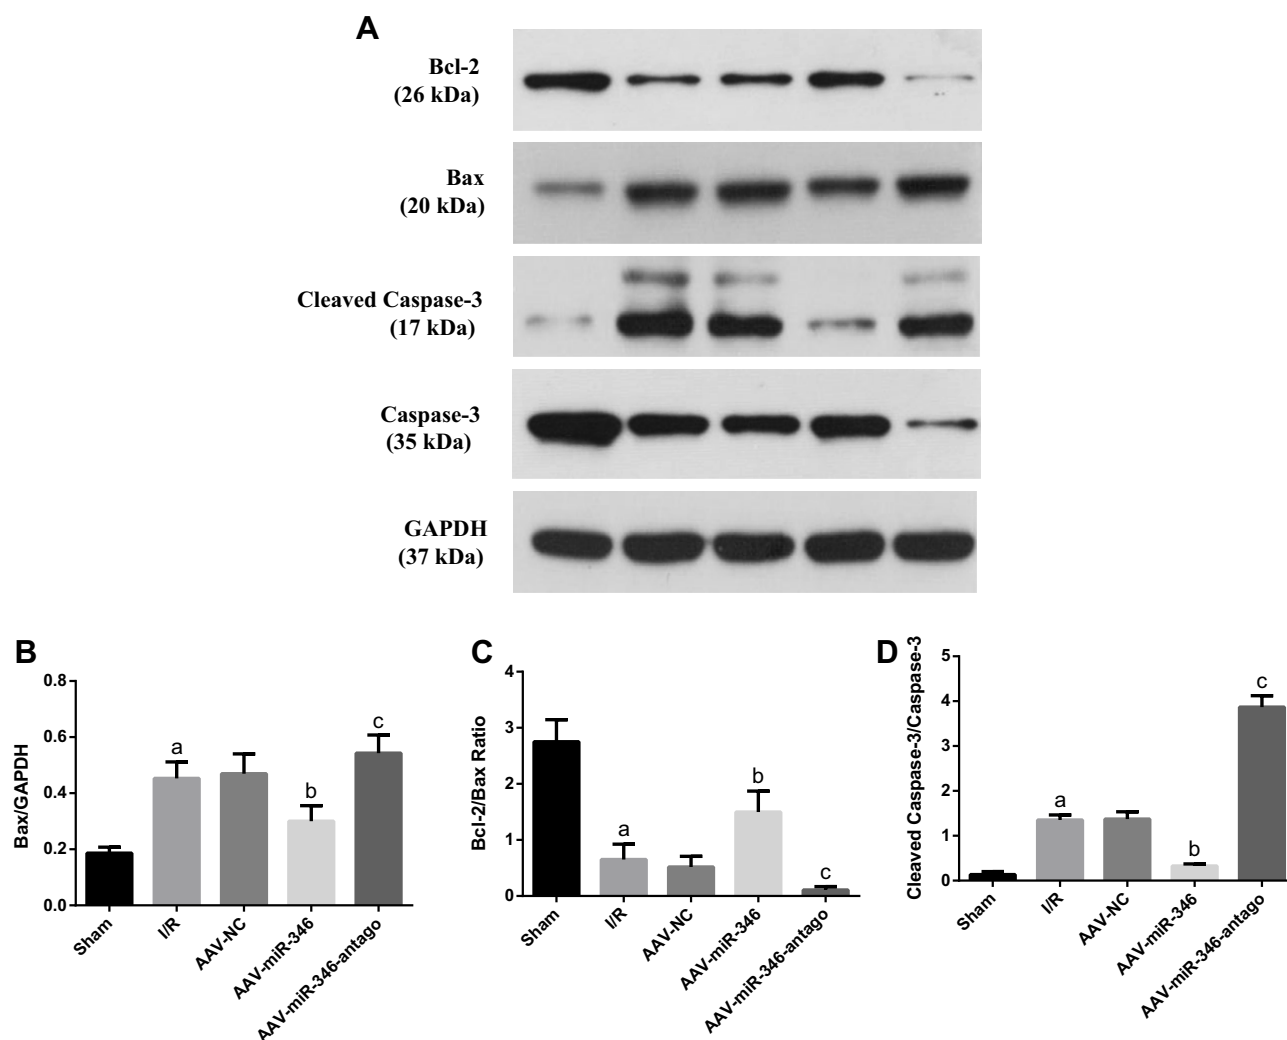 A
Bcl-2
(26 kDa)
Bax
(20 kDa)
Cleaved Caspase-3
(17 kDa)
Caspase-3
(35 kDa)
GAPDH
(37 kDa)
B
Bax/GAPDH
0.8
0.6
0.4
0.2
0.0
a
b
c
Sham
I/R
AAV-NC
AAV-miR-346
AAV-miR-346-antago
C
Bcl-2/Bax Ratio
4
3
2
1
0
a
b
c
Sham
I/R
AAV-NC
AAV-miR-346
AAV-miR-346-antago
D
Cleaved Caspase-3/Caspase-3
5
4
3
2
1
0
a
b
c
Sham
I/R
AAV-NC
AAV-miR-346
AAV-miR-346-antago